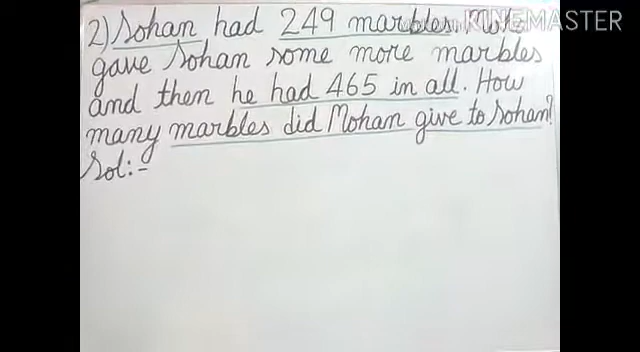 2) Sohan had 249 marbles.
KINEMASTER
gave Sohan some more marbles
and then he had 465 in all. How
many marbles did Mohan give to Sohan?
Sol:-